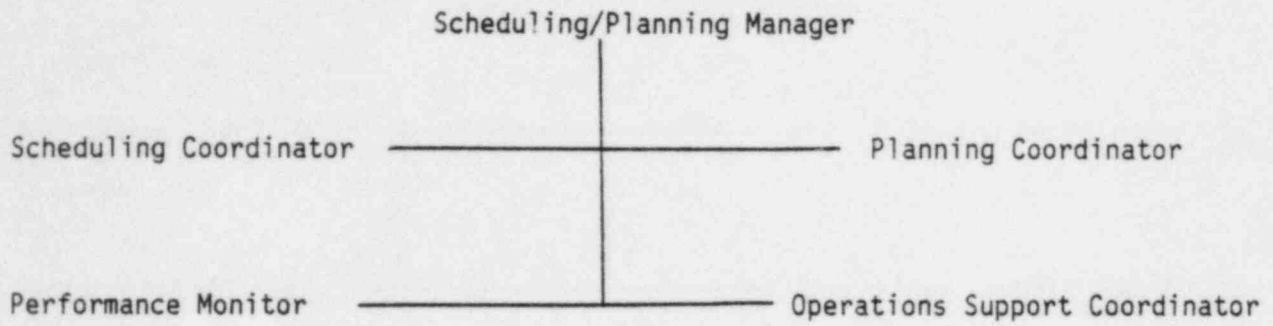 Scheduling/Planning Manager
Scheduling Coordinator
Planning Coordinator
Performance Monitor
Operations Support Coordinator